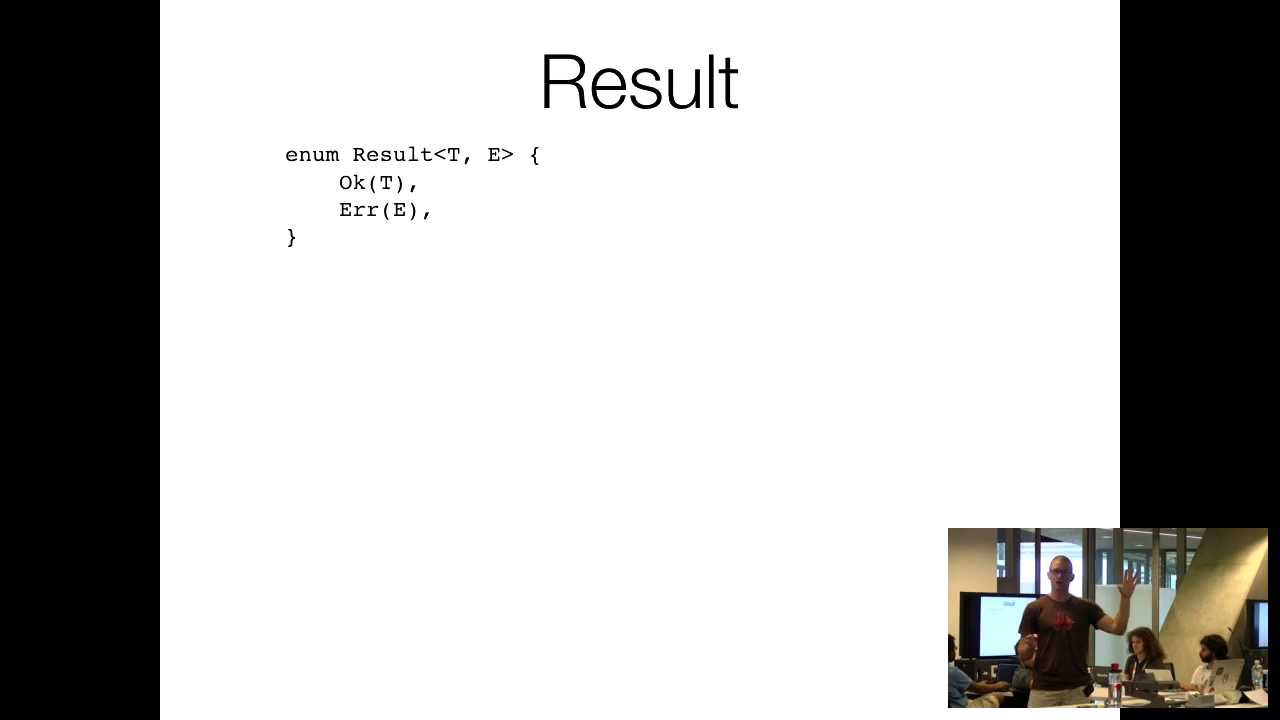 Result
enum Result<T, E> {
    Ok(T),
    Err(E),
}